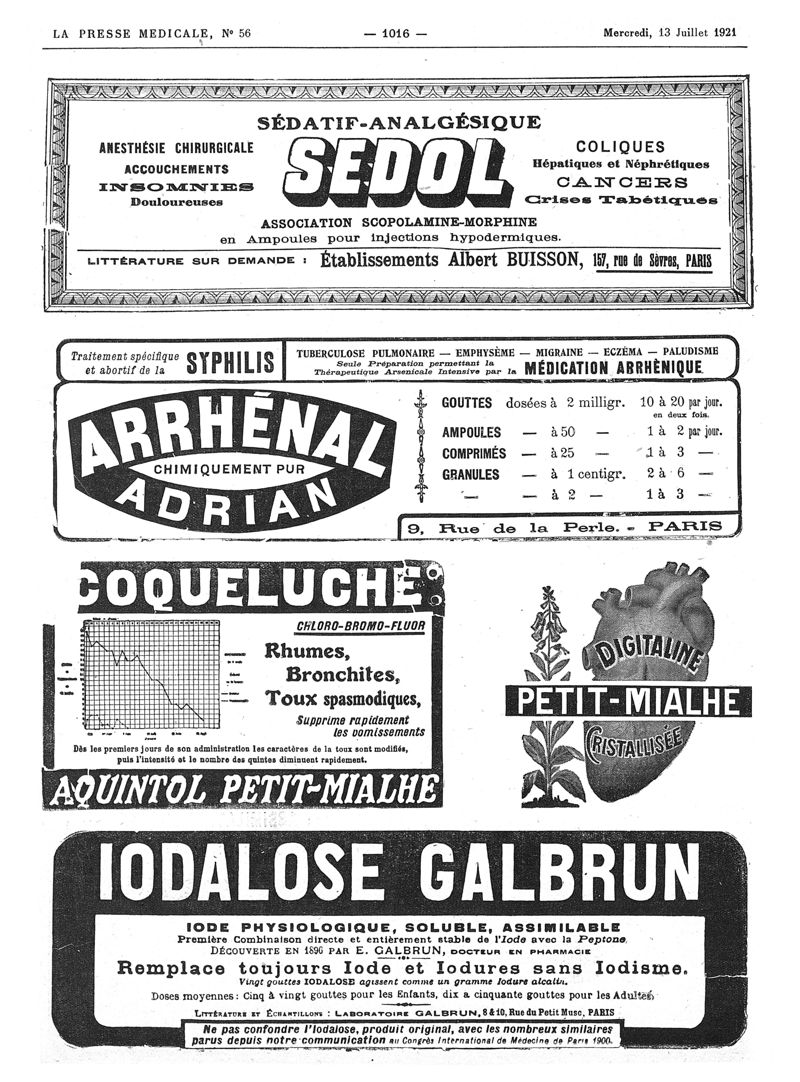 LA PRESSE MEDICALE, Nº 56
— 1016 —
Mercredi, 13 Juillet 1921
SÉDATIF-ANALGÉSIQUE
SEDOL
ANESTHÉSIE CHIRURGICALE
ACCOUCHEMENTS
INSOMNIES
Douloureuses
COLIQUES
Hépatiques et Néphrétiques
CANCERS
Crises Tabétiques
ASSOCIATION SCOPOLAMINE-MORPHINE
en Ampoules pour injections hypodermiques.
LITTÉRATURE SUR DEMANDE : Établissements Albert BUISSON, 157, rue de Sèvres, PARIS
Traitement spécifique
et abortif de la
SYPHILIS
TUBERCULOSE PULMONAIRE — EMPHYSÈME — MIGRAINE — ECZÉMA — PALUDISME
Seule Préparation permettant la
Thérapeutique Arsenicale Intensive par la
MÉDICATION ARRHÉNIQUE
ARRHÉNAL
CHIMIQUEMENT PUR
ADRIAN
GOUTTES dosées à 2 milligr. 10 à 20 par jour.
en deux fois.
AMPOULES — à 50 — 1 à 2 par jour.
COMPRIMÉS — à 25 — 1 à 3 —
GRANULES — à 1 centigr. 2 à 6 —
— — à 2 — 1 à 3 —
9, Rue de la Perle. - PARIS
COQUELUCHE
CHLORO-BROMO-FLUOR
Rhumes,
Bronchites,
Toux spasmodiques,
Supprime rapidement
les vomissements
Dès les premiers jours de son administration les caractères de la toux sont modifiés,
puis l'intensité et le nombre des quintes diminuent rapidement.
AQUINTOL PETIT-MIALHE
DIGITALINE
PETIT-MIALHE
CRISTALLISÉE
IODALOSE GALBRUN
IODE PHYSIOLOGIQUE, SOLUBLE, ASSIMILABLE
Première Combinaison directe et entièrement stable de l'Iode avec la Peptone.
DÉCOUVERTE EN 1896 PAR E. GALBRUN, DOCTEUR EN PHARMACIE
Remplace toujours Iode et Iodures sans Iodisme.
Vingt gouttes IODALOSE agissent comme un gramme Iodure alcalin.
Doses moyennes : Cinq à vingt gouttes pour les Enfants, dix a cinquante gouttes pour les Adultes.
LITTÉRATURE ET ÉCHANTILLONS : LABORATOIRE GALBRUN, 8 & 10, Rue du Petit Musc, PARIS
Ne pas confondre l'Iodalose, produit original, avec les nombreux similaires
parus depuis notre communication au Congrès International de Médecine de Paris 1900.